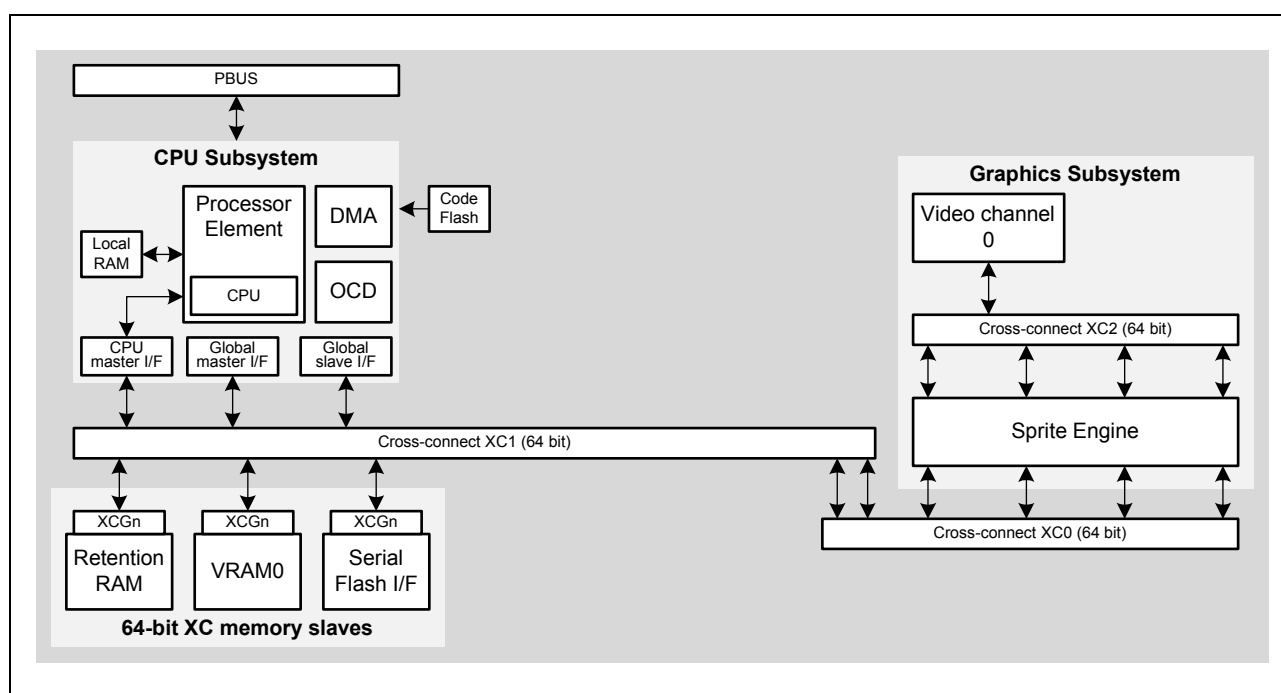 PBUS
CPU Subsystem
Processor
Element
DMA
Code
Flash
Local
RAM
CPU
OCD
CPU
master I/F
Global
master I/F
Global
slave I/F
Cross-connect XC1 (64 bit)
XCGn
Retention
RAM
XCGn
VRAM0
XCGn
Serial
Flash I/F
64-bit XC memory slaves
Graphics Subsystem
Video channel
0
Cross-connect XC2 (64 bit)
Sprite Engine
Cross-connect XC0 (64 bit)